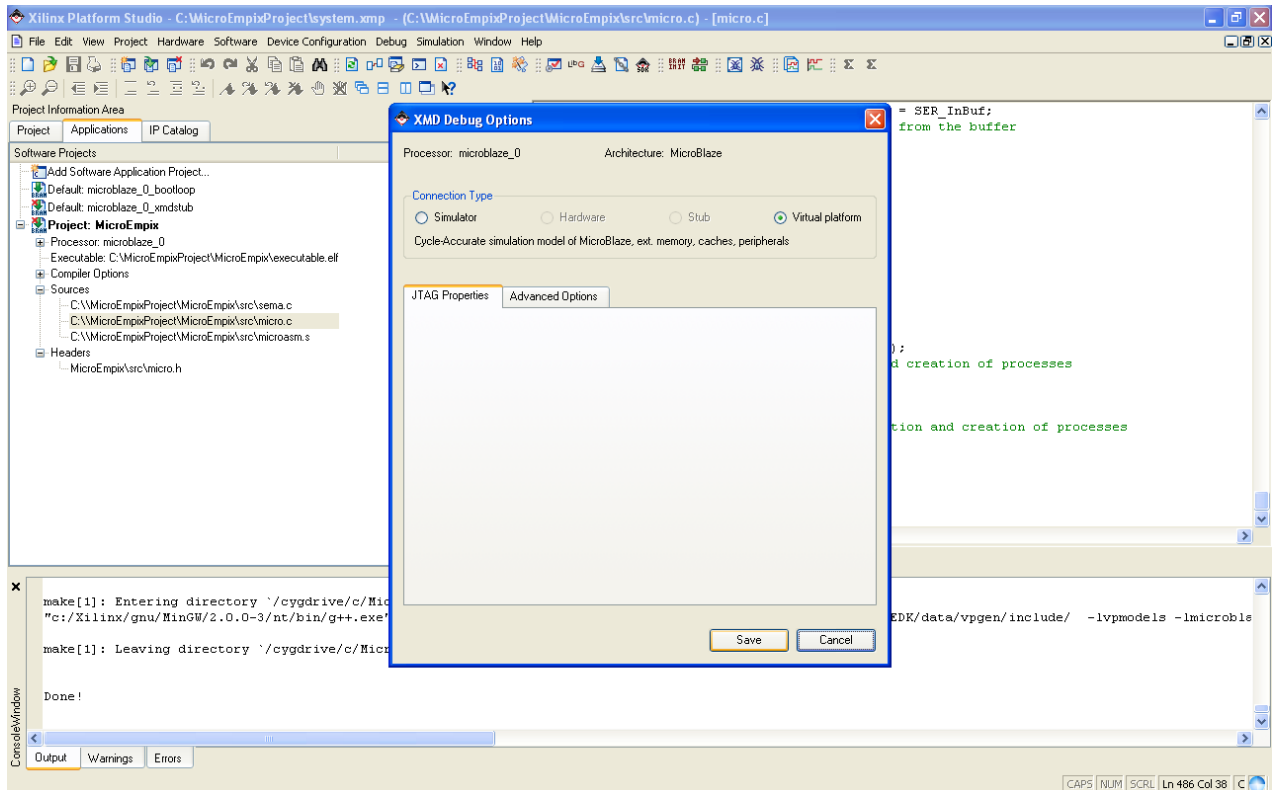 Xilinx Platform Studio - C:\MicroEmpixProject\system.xmp - (C:\MicroEmpixProject\MicroEmpix\src\micro.c) - [micro.c]
File Edit View Project Hardware Software Device Configuration Debug Simulation Window Help
Project Information Area
Project Applications IP Catalog
Software Projects
Add Software Application Project...
Default: microblaze_0_bootloop
Default: microblaze_0_xmdstub
Project: MicroEmpix
Processor: microblaze_0
Executable: C:\MicroEmpixProject\MicroEmpix\executable.elf
Compiler Options
Sources
C:\\MicroEmpixProject\MicroEmpix\src\sema.c
C:\\MicroEmpixProject\MicroEmpix\src\micro.c
C:\\MicroEmpixProject\MicroEmpix\src\microasm.s
Headers
MicroEmpix\src\micro.h
XMD Debug Options
Processor: microblaze_0 Architecture: MicroBlaze
Connection Type
Simulator Hardware Stub Virtual platform
Cycle-Accurate simulation model of MicroBlaze, ext. memory, caches, peripherals
JTAG Properties Advanced Options
Save Cancel
= SER_InBuf;
from the buffer
);
d creation of processes
tion and creation of processes
make[1]: Entering directory `/cygdrive/c/Mic
"c:/Xilinx/gnu/MinGW/2.0.0-3/nt/bin/g++.exe" EDK/data/vpgen/include/ -lvpmodels -lmicrobla
make[1]: Leaving directory `/cygdrive/c/Micr
Done!
ConsoleWindow
Output Warnings Errors
CAPS NUM SCRL Ln 486 Col 38 C